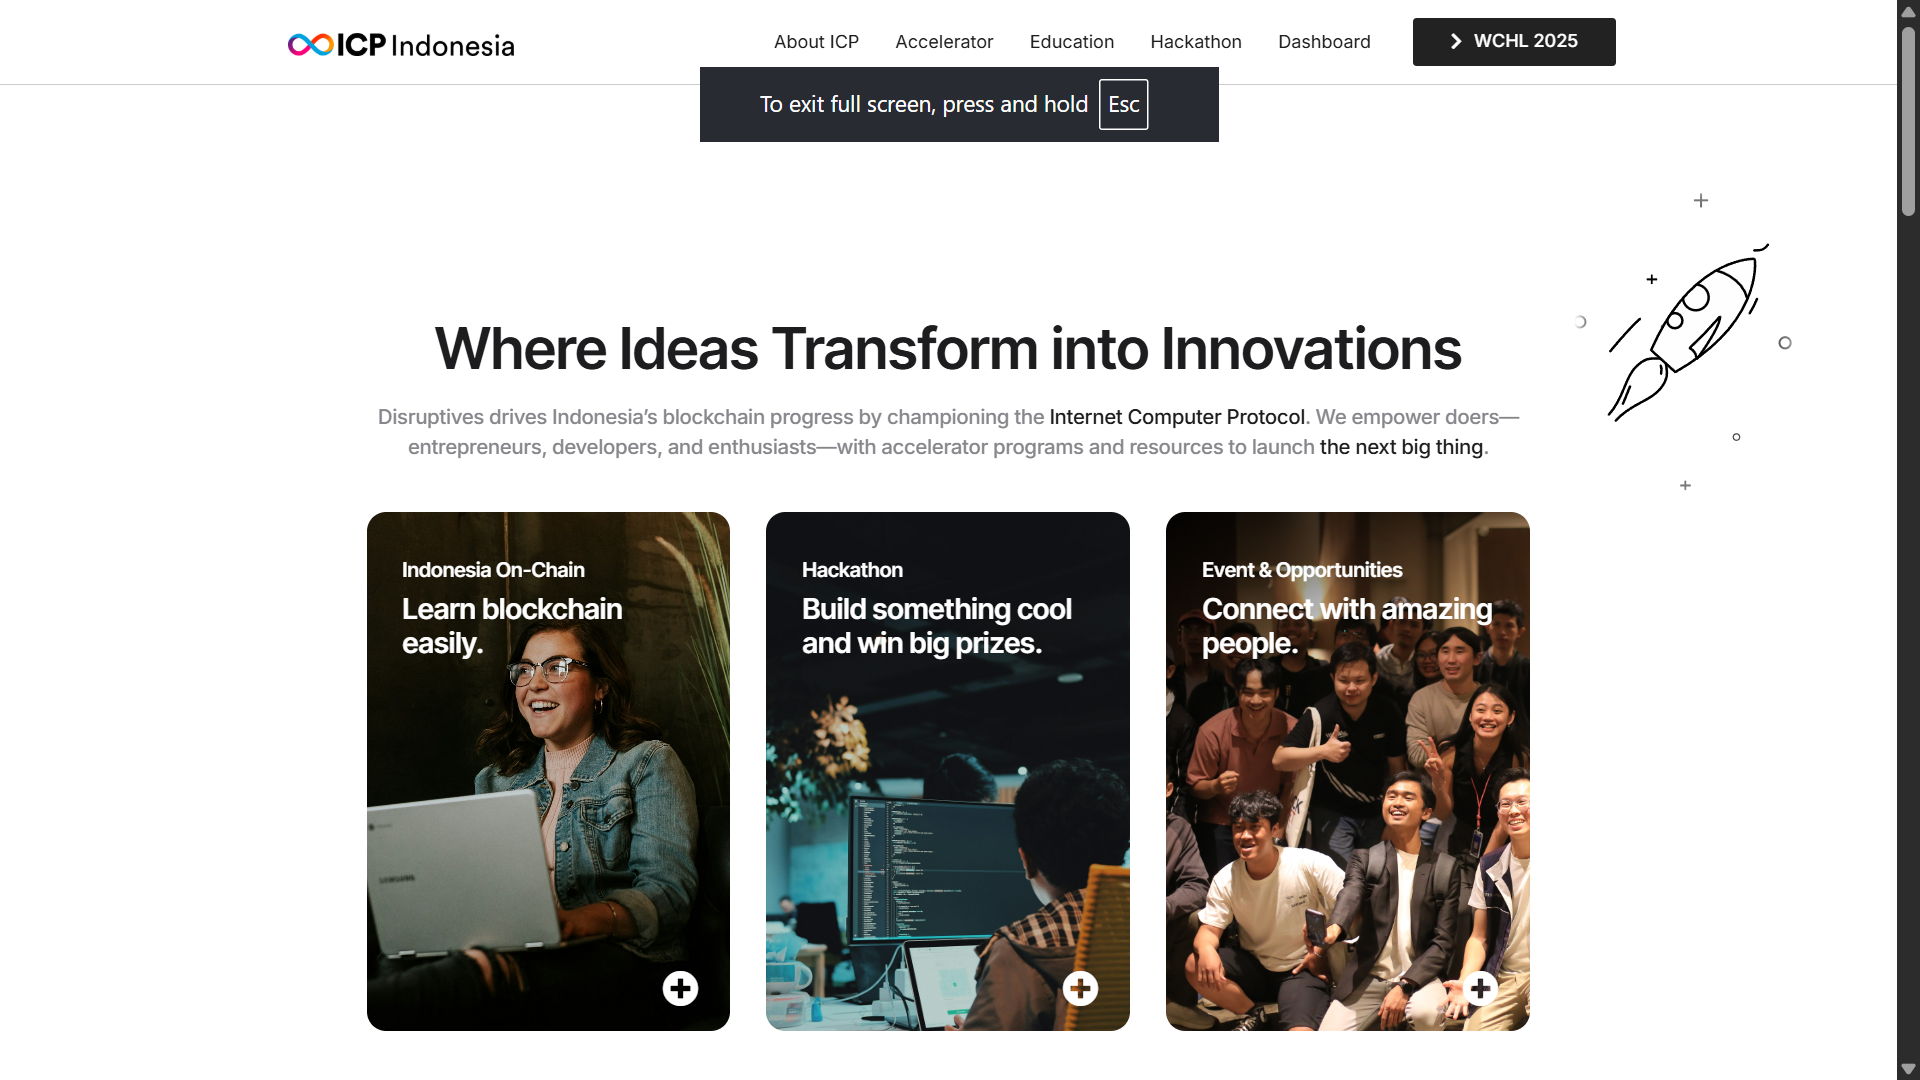 ICP Indonesia
About ICP
Accelerator
Education
Hackathon
Dashboard
WCHL 2025
To exit full screen, press and hold Esc
Where Ideas Transform into Innovations
Disruptives drives Indonesia’s blockchain progress by championing the Internet Computer Protocol. We empower doers—
entrepreneurs, developers, and enthusiasts—with accelerator programs and resources to launch the next big thing.
Indonesia On-Chain
Learn blockchain
easily.
SAMSUNG
Hackathon
Build something cool
and win big prizes.
Event & Opportunities
Connect with amazing
people.